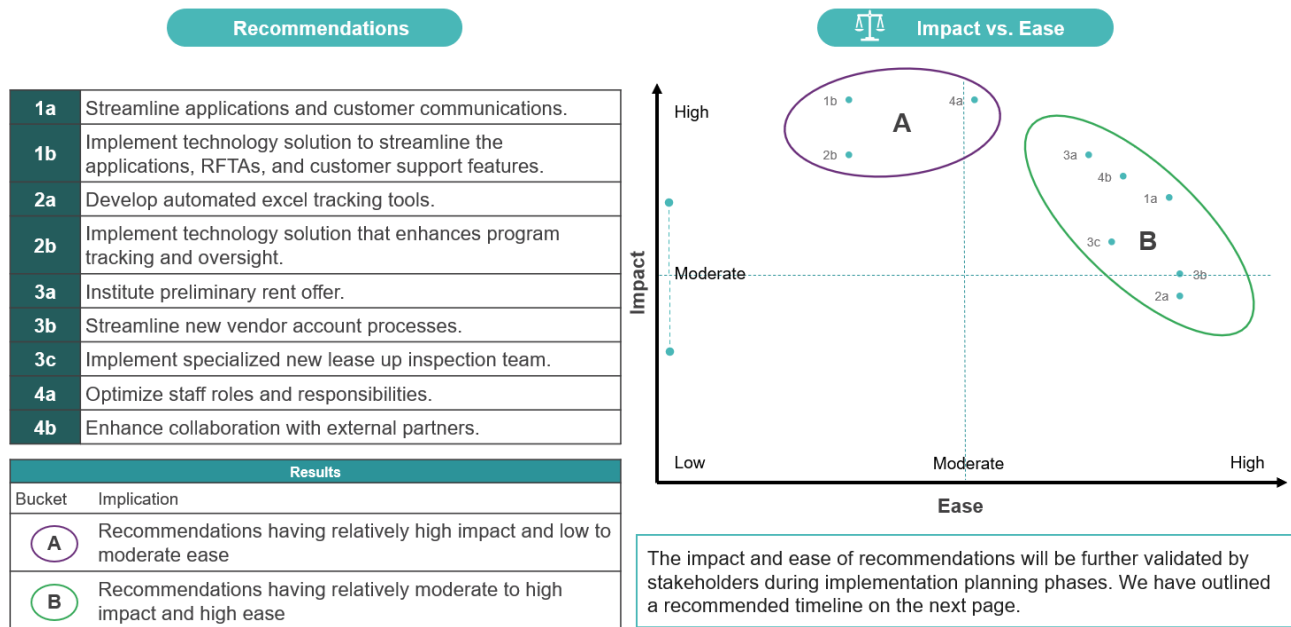 Recommendations
1a Streamline applications and customer communications.
1b Implement technology solution to streamline the
applications, RFTAs, and customer support features.
2a Develop automated excel tracking tools.
2b Implement technology solution that enhances program
tracking and oversight.
3a Institute preliminary rent offer.
3b Streamline new vendor account processes.
3c Implement specialized new lease up inspection team.
4a Optimize staff roles and responsibilities.
4b Enhance collaboration with external partners.
Results
Bucket Implication
A Recommendations having relatively high impact and low to
moderate ease
B Recommendations having relatively moderate to high
impact and high ease
Impact vs. Ease
High
1b
4a
A
2b
3a
4b
1a
3c
B
Moderate
3b
2a
Impact
Low
Moderate
High
Ease
The impact and ease of recommendations will be further validated by
stakeholders during implementation planning phases. We have outlined
a recommended timeline on the next page.